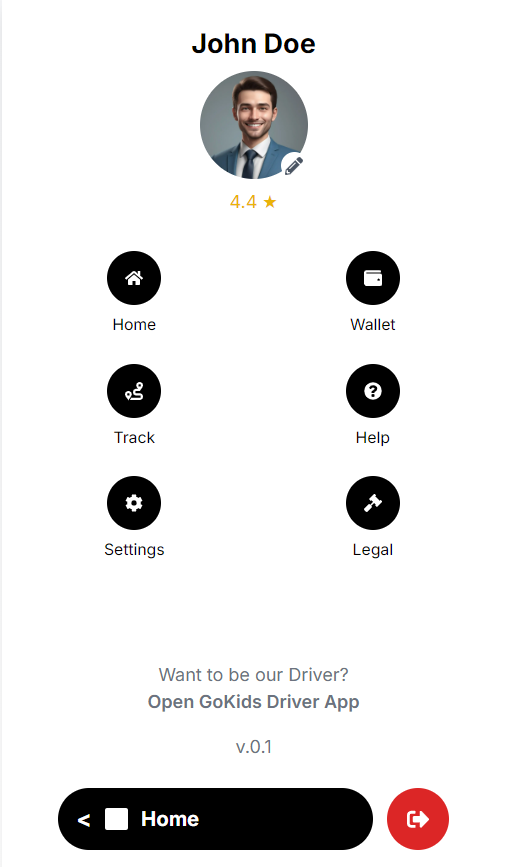 John Doe
4.4 ★
Home
Wallet
Track
Help
Settings
Legal
Want to be our Driver?
Open GoKids Driver App
v.0.1
< Home